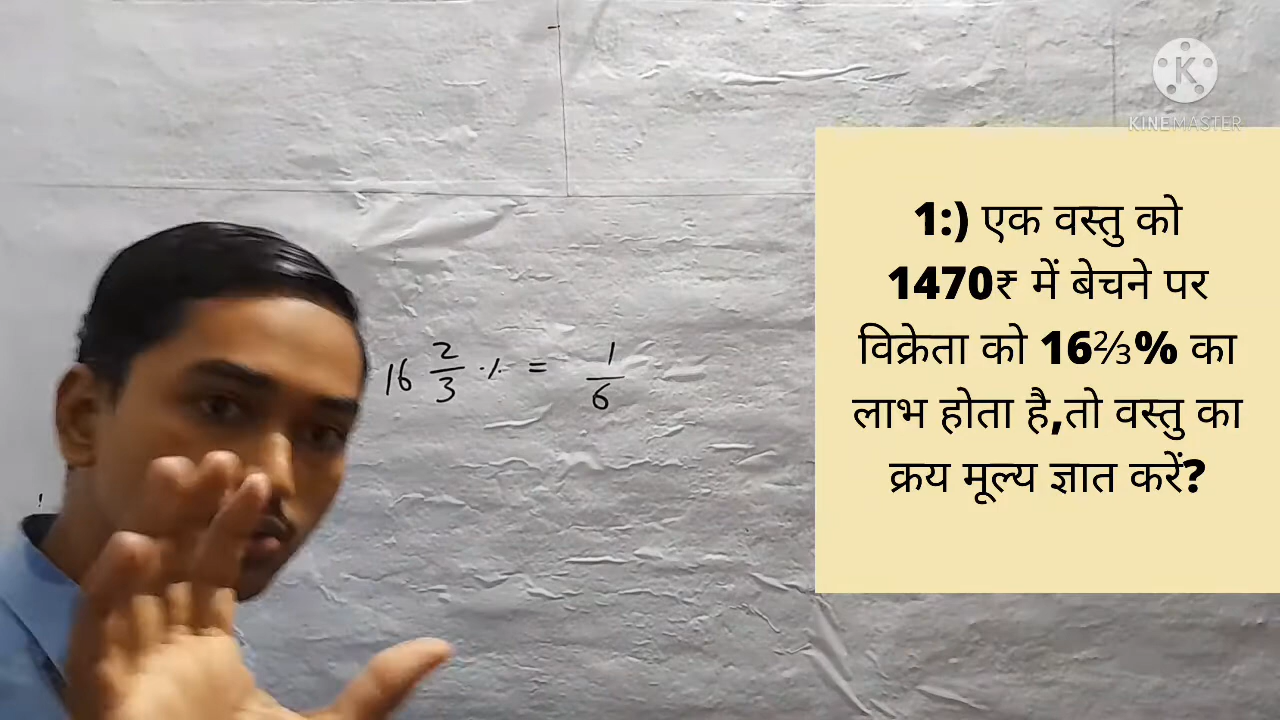 KINEMASTER
1:) एक वस्तु को
1470₹ में बेचने पर
विक्रेता को 16⅔% का
लाभ होता है,तो वस्तु का
क्रय मूल्य ज्ञात करें?
16 2/3 % = 1/6